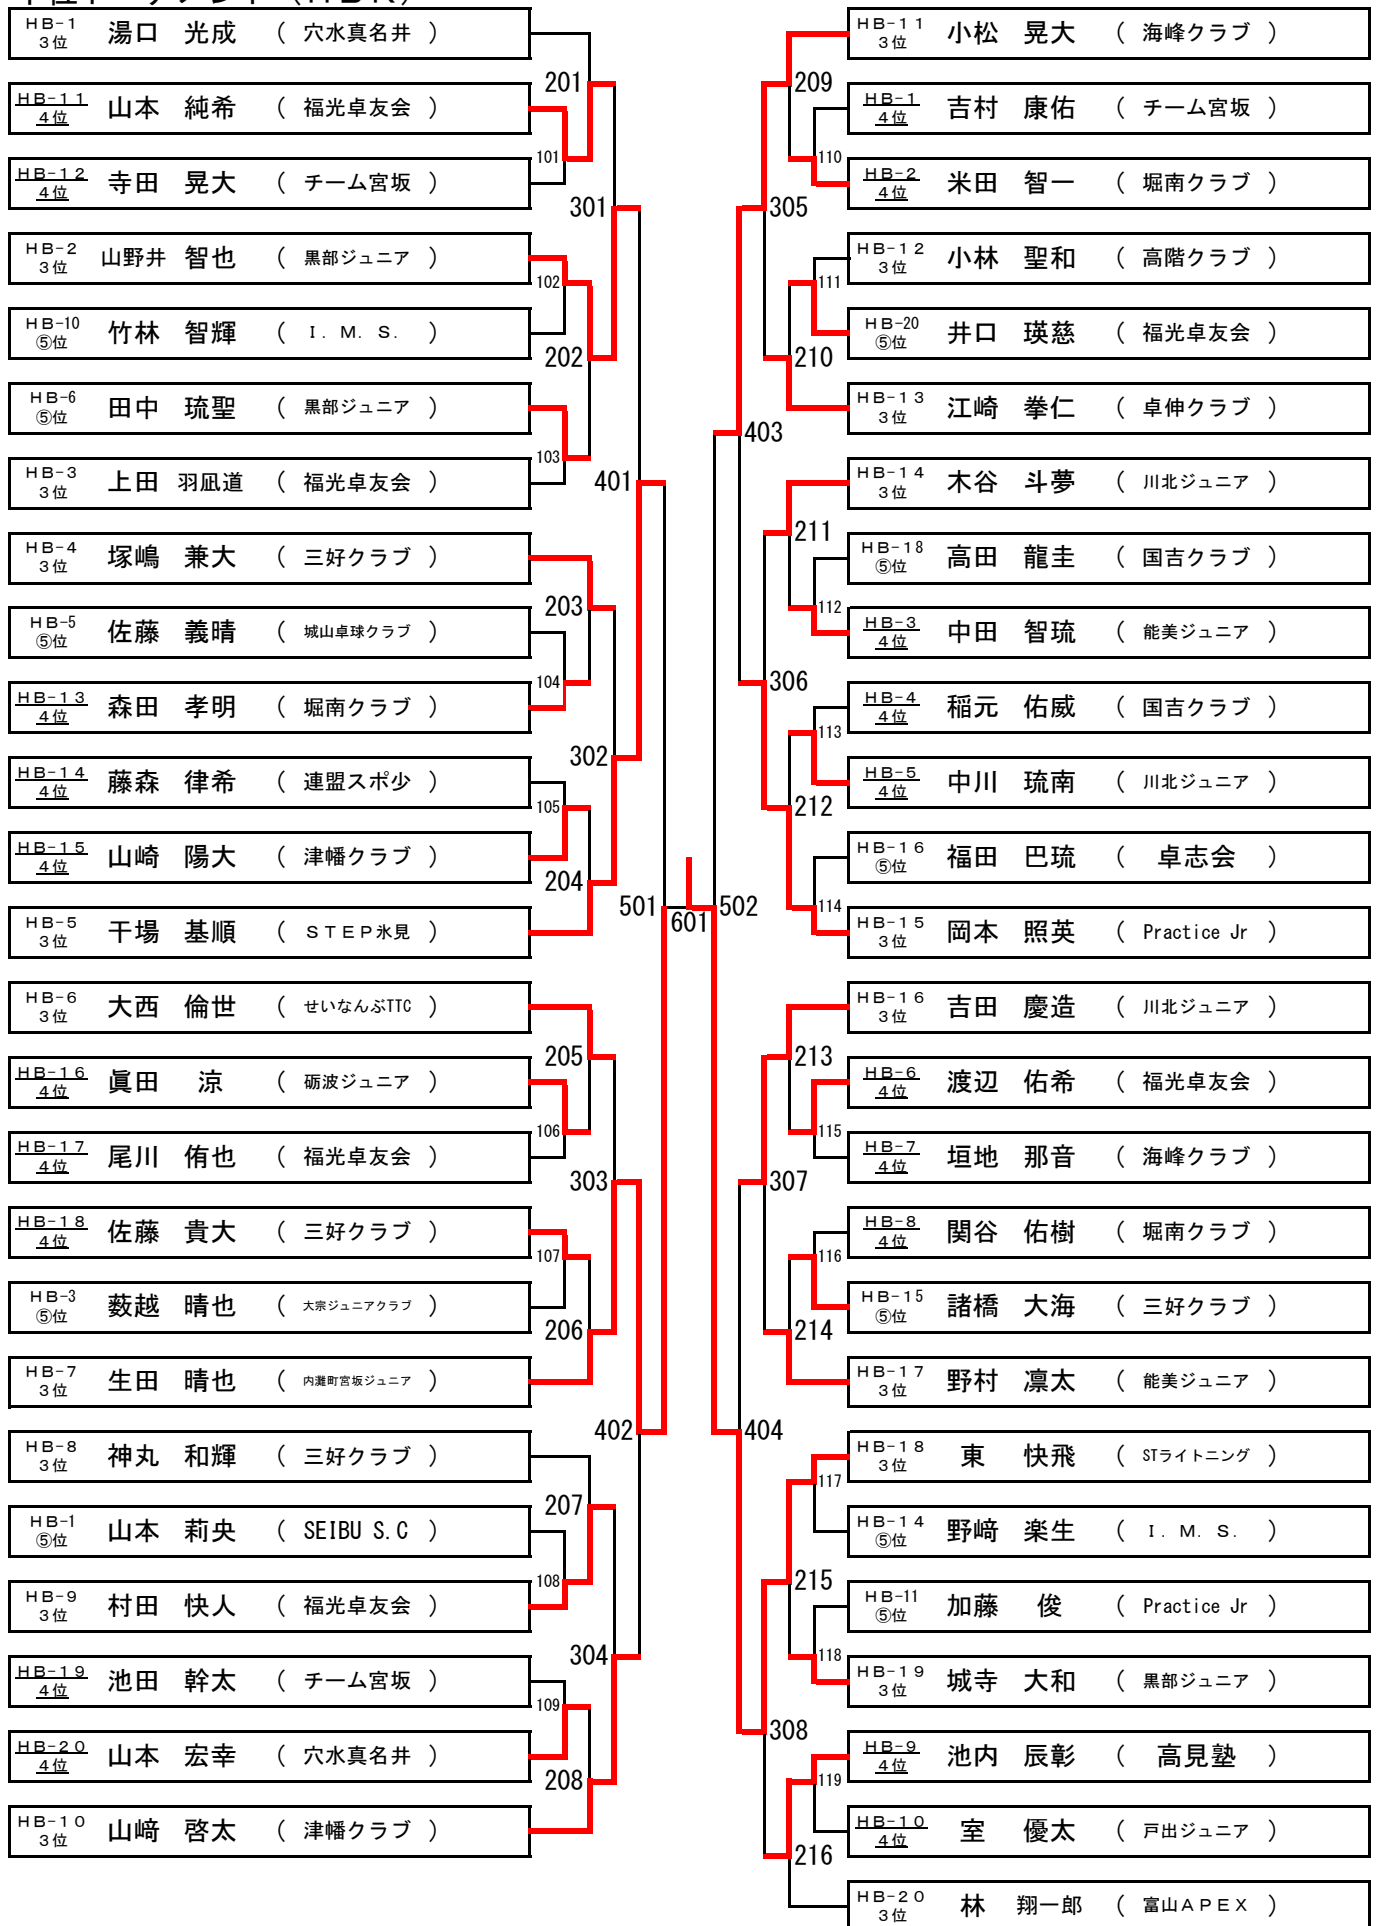 HB-1 3位 湯口 光成 ( 穴水真名井 )
201
HB-11 4位 山本 純希 ( 福光卓友会 )
101
HB-12 4位 寺田 晃大 ( チーム宮坂 )
301
HB-2 3位 山野井 智也 ( 黒部ジュニア )
102
HB-10 ⑤位 竹林 智輝 ( I. M. S. )
202
HB-6 ⑤位 田中 琉聖 ( 黒部ジュニア )
103
HB-3 3位 上田 羽凪道 ( 福光卓友会 )
401
HB-4 3位 塚嶋 兼大 ( 三好クラブ )
203
HB-5 ⑤位 佐藤 義晴 ( 城山卓球クラブ )
104
HB-13 4位 森田 孝明 ( 堀南クラブ )
302
HB-14 4位 藤森 律希 ( 連盟スポ少 )
105
HB-15 4位 山崎 陽大 ( 津幡クラブ )
204
HB-5 3位 干場 基順 ( STEP氷見 )
501
601
502
HB-6 3位 大西 倫世 ( せいなんぶTTC )
205
HB-16 4位 眞田 涼 ( 砺波ジュニア )
106
HB-17 4位 尾川 侑也 ( 福光卓友会 )
303
HB-18 4位 佐藤 貴大 ( 三好クラブ )
107
HB-3 ⑤位 薮越 晴也 ( 大宗ジュニアクラブ )
206
HB-7 3位 生田 晴也 ( 内灘町宮坂ジュニア )
402
HB-8 3位 神丸 和輝 ( 三好クラブ )
207
HB-1 ⑤位 山本 莉央 ( SEIBU S.C )
108
HB-9 3位 村田 快人 ( 福光卓友会 )
304
HB-19 4位 池田 幹太 ( チーム宮坂 )
109
HB-20 4位 山本 宏幸 ( 穴水真名井 )
208
HB-10 3位 山﨑 啓太 ( 津幡クラブ )
HB-11 3位 小松 晃大 ( 海峰クラブ )
209
HB-1 4位 吉村 康佑 ( チーム宮坂 )
110
HB-2 4位 米田 智一 ( 堀南クラブ )
305
HB-12 3位 小林 聖和 ( 高階クラブ )
111
HB-20 ⑤位 井口 瑛慈 ( 福光卓友会 )
210
HB-13 3位 江崎 拳仁 ( 卓伸クラブ )
403
HB-14 3位 木谷 斗夢 ( 川北ジュニア )
211
HB-18 ⑤位 高田 龍圭 ( 国吉クラブ )
112
HB-3 4位 中田 智琉 ( 能美ジュニア )
306
HB-4 4位 稲元 佑威 ( 国吉クラブ )
113
HB-5 4位 中川 琉南 ( 川北ジュニア )
212
HB-16 ⑤位 福田 巴琉 ( 卓志会 )
114
HB-15 3位 岡本 照英 ( Practice Jr )
HB-16 3位 吉田 慶造 ( 川北ジュニア )
213
HB-6 4位 渡辺 佑希 ( 福光卓友会 )
115
HB-7 4位 垣地 那音 ( 海峰クラブ )
307
HB-8 4位 関谷 佑樹 ( 堀南クラブ )
116
HB-15 ⑤位 諸橋 大海 ( 三好クラブ )
214
HB-17 3位 野村 凛太 ( 能美ジュニア )
404
HB-18 3位 東 快飛 ( STライトニング )
117
HB-14 ⑤位 野﨑 楽生 ( I. M. S. )
215
HB-11 ⑤位 加藤 俊 ( Practice Jr )
118
HB-19 3位 城寺 大和 ( 黒部ジュニア )
308
HB-9 4位 池内 辰彰 ( 高見塾 )
119
HB-10 4位 室 優太 ( 戸出ジュニア )
216
HB-20 3位 林 翔一郎 ( 富山APEX )